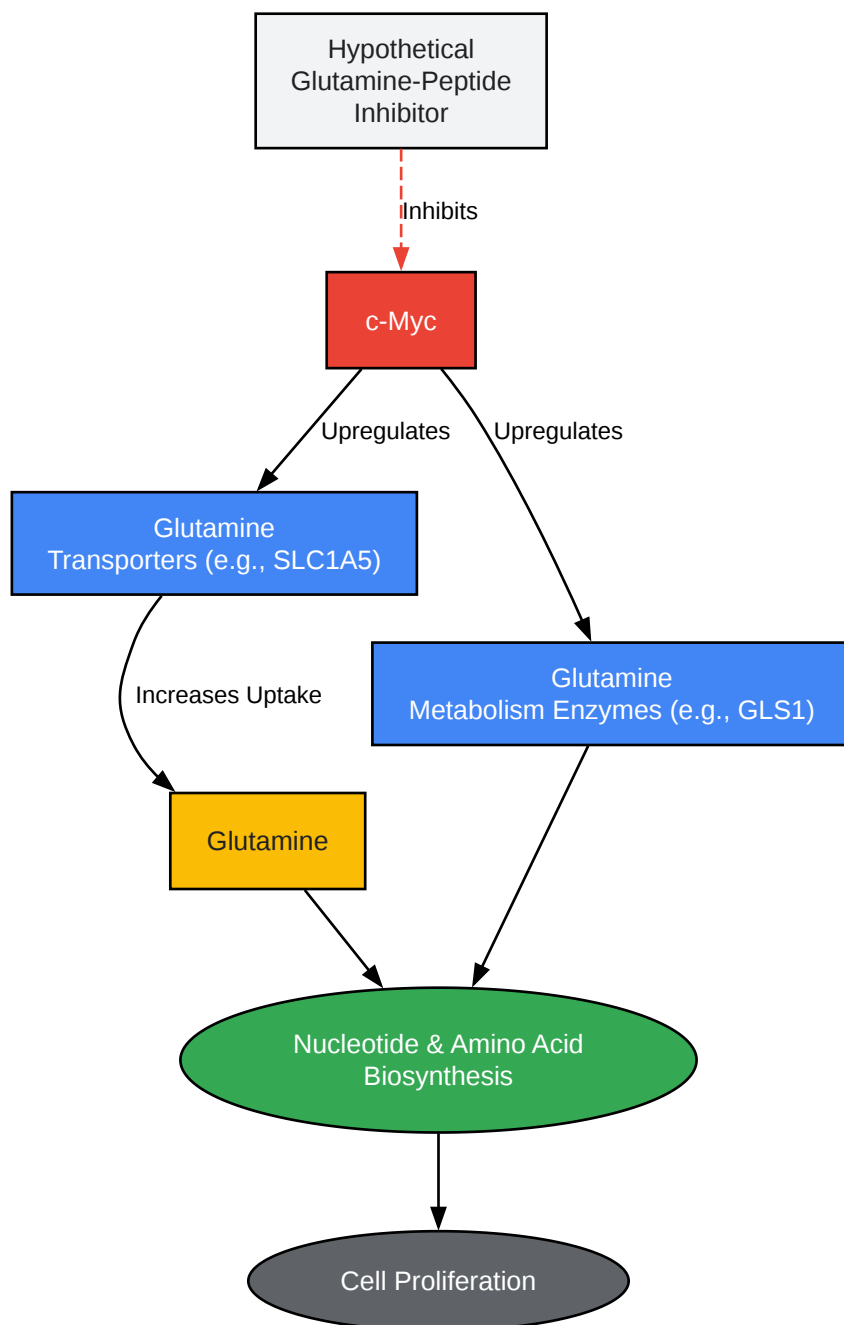 Hypothetical
Glutamine-Peptide
Inhibitor
Inhibits
c-Myc
Upregulates
Upregulates
Glutamine
Transporters (e.g., SLC1A5)
Glutamine
Metabolism Enzymes (e.g., GLS1)
Increases Uptake
Glutamine
Nucleotide & Amino Acid
Biosynthesis
Cell Proliferation